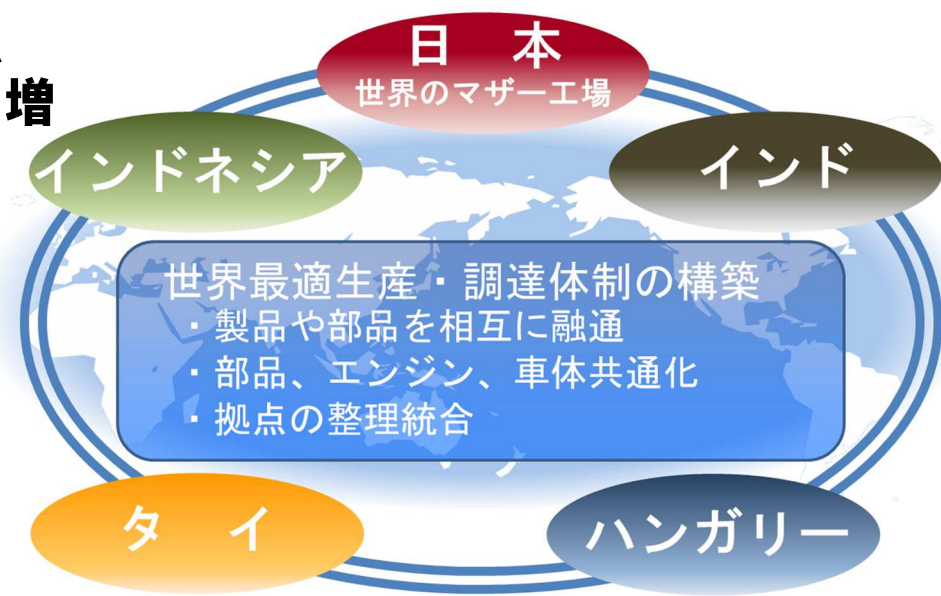 増
日 本
世界のマザー工場
インドネシア
インド
世界最適生産・調達体制の構築
・製品や部品を相互に融通
・部品、エンジン、車体共通化
・拠点の整理統合
タ イ
ハンガリー